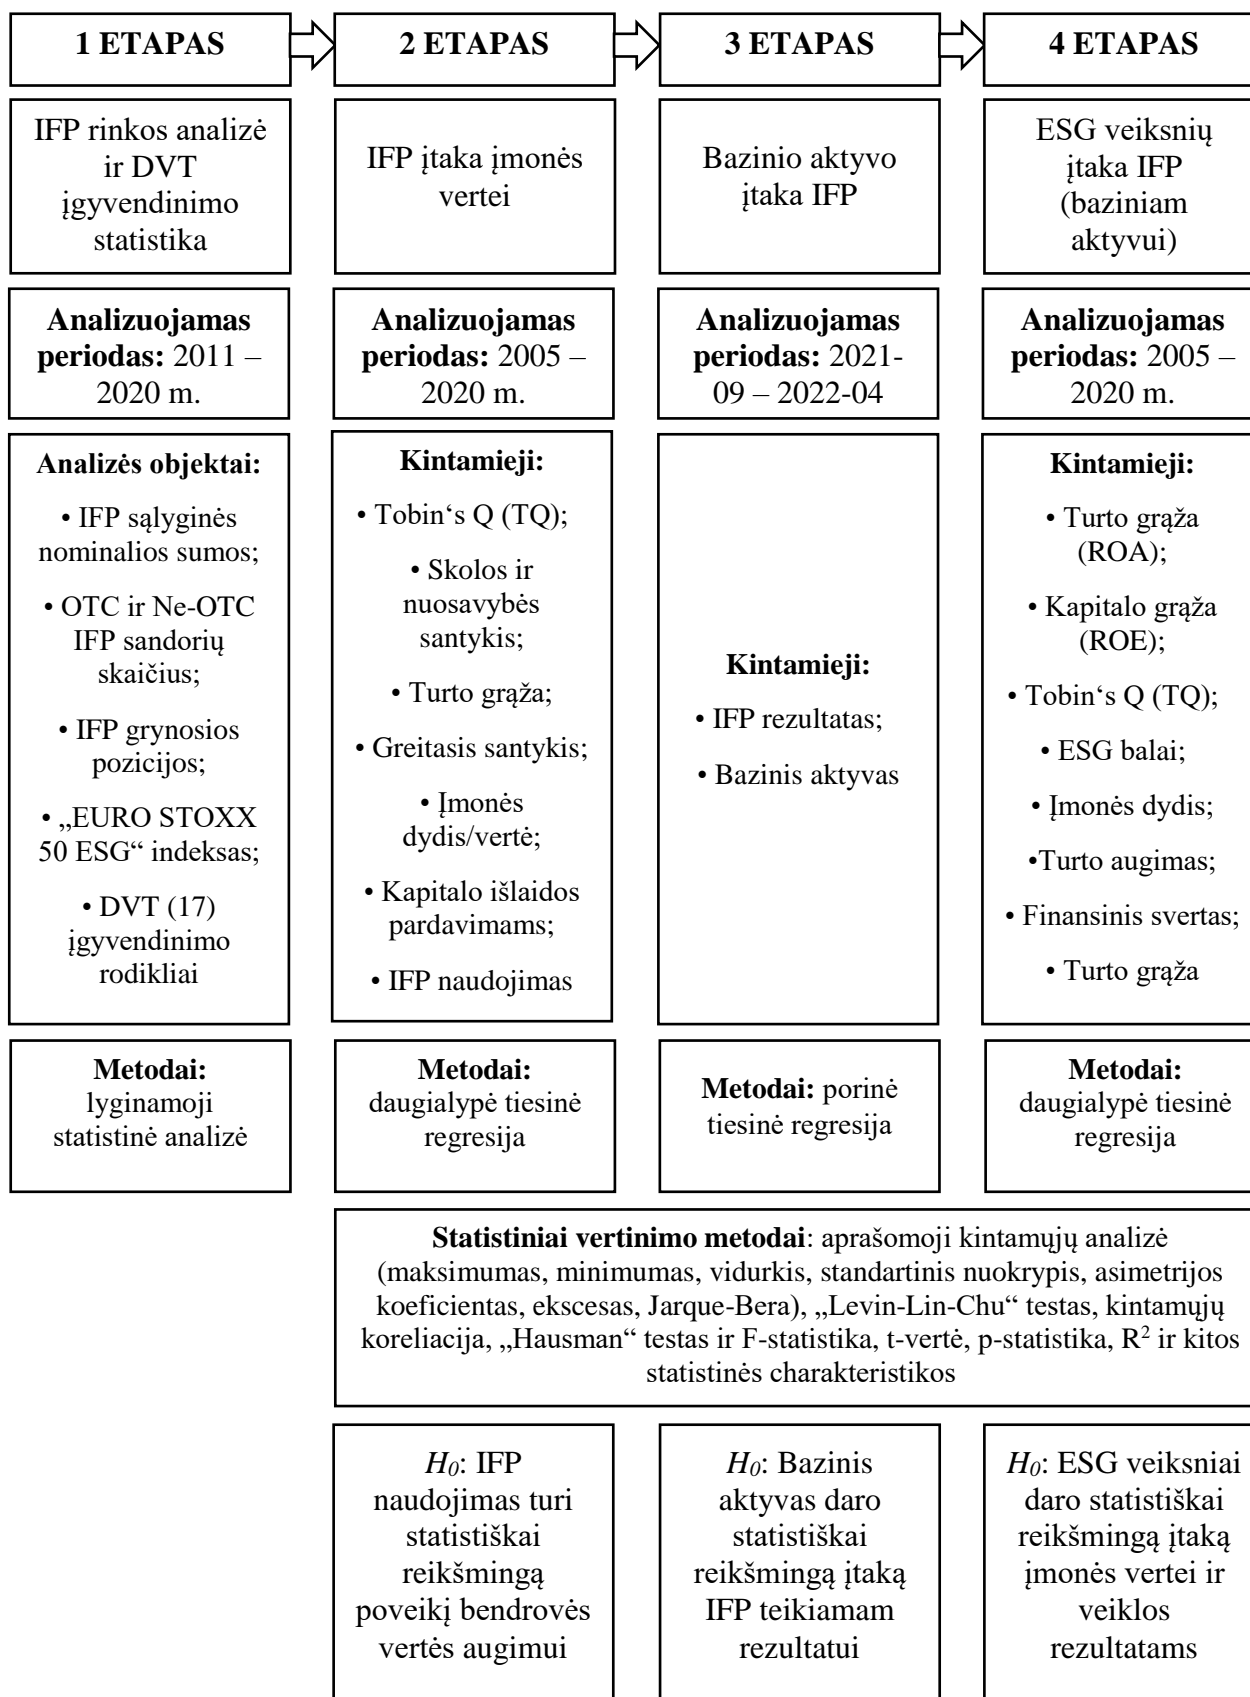 1 ETAPAS
2 ETAPAS
3 ETAPAS
4 ETAPAS
IFP rinkos analizė
ir DVT
įgyvendinimo
statistika
IFP įtaka įmonės
vertei
Bazinio aktyvo
įtaka IFP
ESG veiksnių
įtaka IFP
(baziniam
aktyvui)
Analizuojamas
periodas: 2011 –
2020 m.
Analizuojamas
periodas: 2005 –
2020 m.
Analizuojamas
periodas: 2021-
09 – 2022-04
Analizuojamas
periodas: 2005 –
2020 m.
Analizės objektai:
• IFP sąlyginės
nominalios sumos;
• OTC ir Ne-OTC
IFP sandorių
skaičius;
• IFP grynosios
pozicijos;
• „EURO STOXX
50 ESG“ indeksas;
• DVT (17)
įgyvendinimo
rodikliai
Kintamieji:
• Tobin‘s Q (TQ);
• Skolos ir
nuosavybės
santykis;
• Turto grąža;
• Greitasis santykis;
• Įmonės
dydis/vertė;
• Kapitalo išlaidos
pardavimams;
• IFP naudojimas
Kintamieji:
• IFP rezultatas;
• Bazinis aktyvas
Kintamieji:
• Turto grąža
(ROA);
• Kapitalo grąža
(ROE);
• Tobin‘s Q (TQ);
• ESG balai;
• Įmonės dydis;
•Turto augimas;
• Finansinis svertas;
• Turto grąža
Metodai:
lyginamoji
statistinė analizė
Metodai:
daugialypė tiesinė
regresija
Metodai: porinė
tiesinė regresija
Metodai:
daugialypė tiesinė
regresija
Statistiniai vertinimo metodai: aprašomoji kintamųjų analizė
(maksimumas, minimumas, vidurkis, standartinis nuokrypis, asimetrijos
koeficientas, ekscesas, Jarque-Bera), „Levin-Lin-Chu“ testas, kintamųjų
koreliacija, „Hausman“ testas ir F-statistika, t-vertė, p-statistika, R² ir kitos
statistinės charakteristikos
H₀: IFP
naudojimas turi
statistiškai
reikšmingą
poveikį bendrovės
vertės augimui
H₀: Bazinis
aktyvas daro
statistiškai
reikšmingą įtaką
IFP teikiamam
rezultatui
H₀: ESG veiksniai
daro statistiškai
reikšmingą įtaką
įmonės vertei ir
veiklos
rezultatams